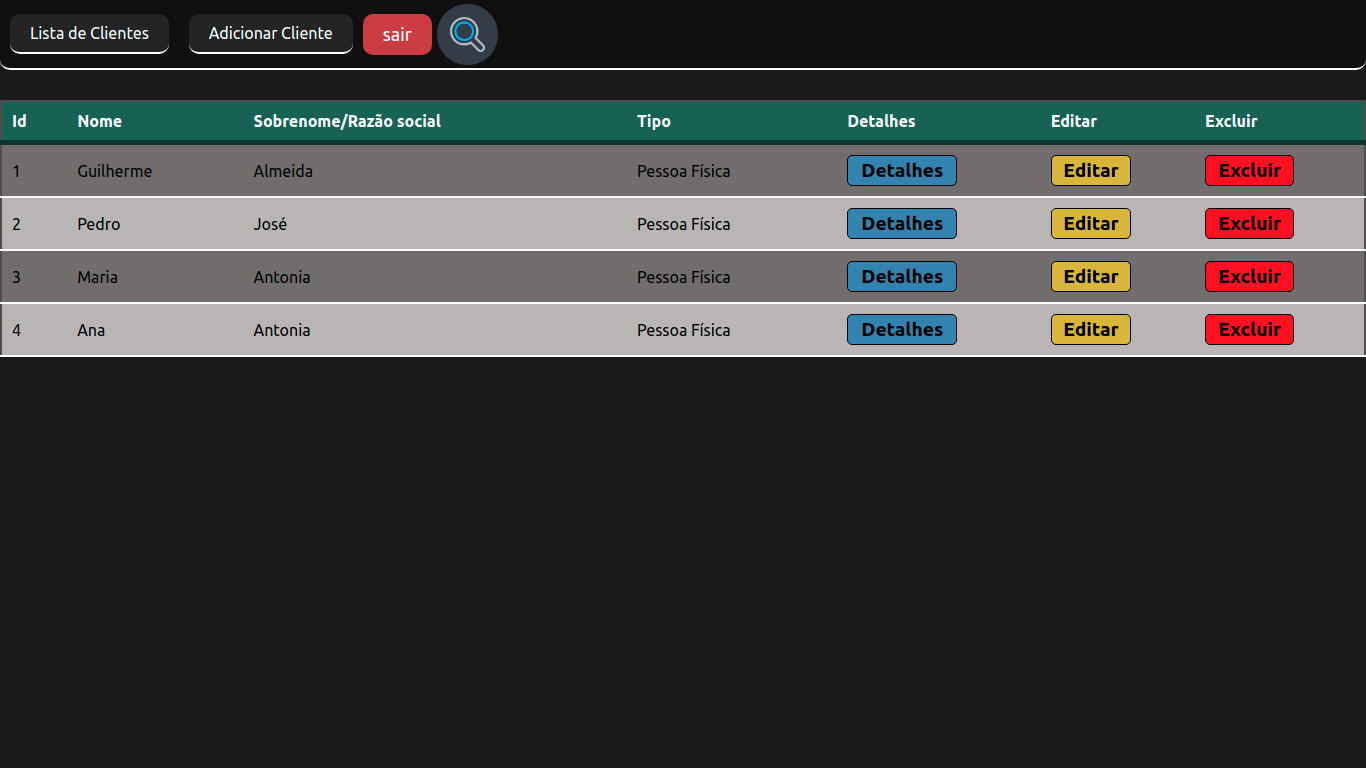 Lista de Clientes Adicionar Cliente sair
Id Nome Sobrenome/Razão social Tipo Detalhes Editar Excluir
1 Guilherme Almeida Pessoa Física Detalhes Editar Excluir
2 Pedro José Pessoa Física Detalhes Editar Excluir
3 Maria Antonia Pessoa Física Detalhes Editar Excluir
4 Ana Antonia Pessoa Física Detalhes Editar Excluir